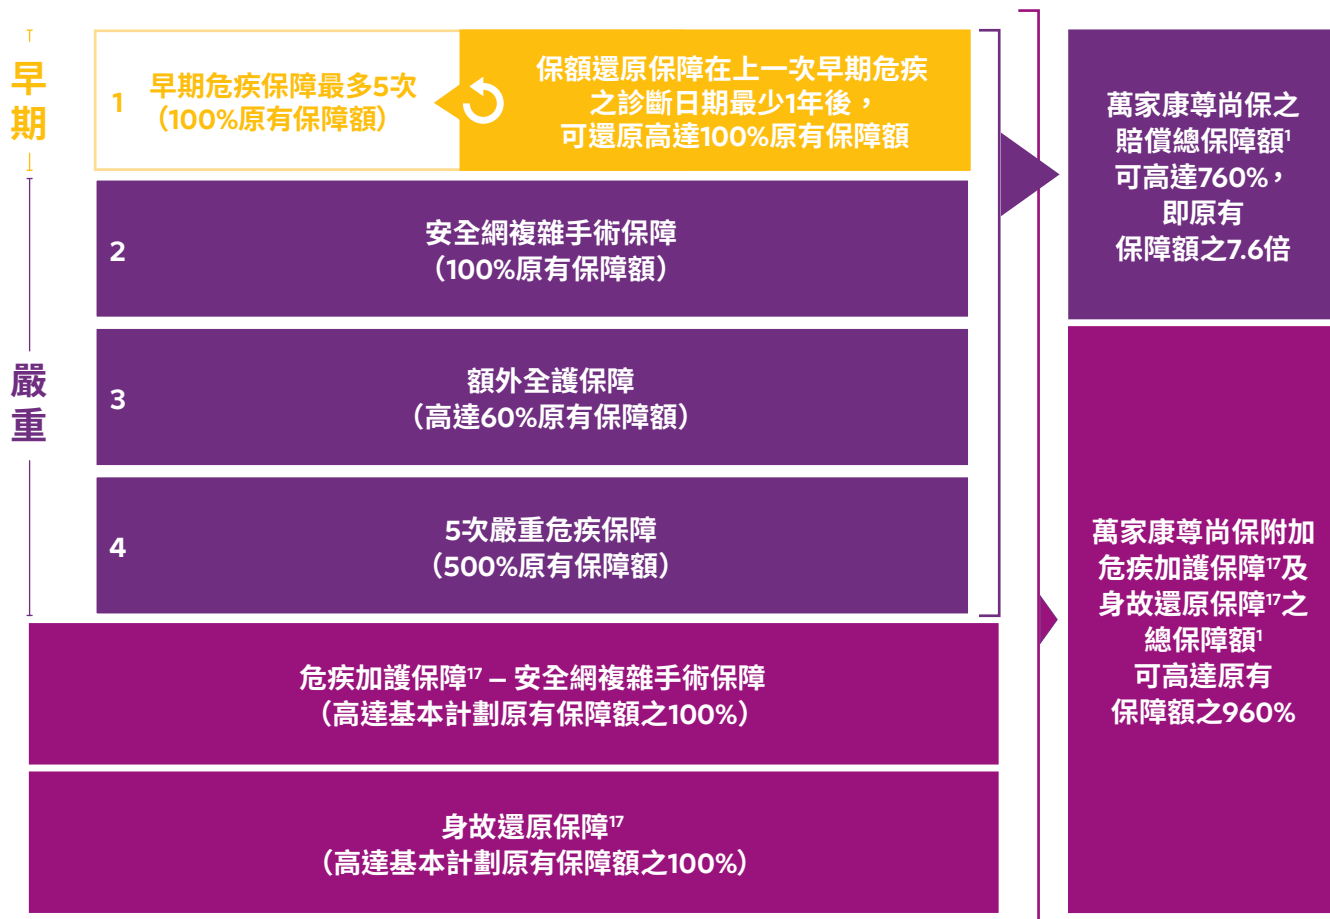 早
期
1
早期危疾保障最多5次
（100%原有保障額）
保額還原保障在上一次早期危疾
之診斷日期最少1年後，
可還原高達100%原有保障額
嚴
重
2
安全網複雜手術保障
（100%原有保障額）
3
額外全護保障
（高達60%原有保障額）
4
5次嚴重危疾保障
（500%原有保障額）
危疾加護保障17 – 安全網複雜手術保障
（高達基本計劃原有保障額之100%）
身故還原保障17
（高達基本計劃原有保障額之100%）
萬家康尊尚保之
賠償總保障額1
可高達760%，
即原有
保障額之7.6倍
萬家康尊尚保附加
危疾加護保障17及
身故還原保障17之
總保障額1
可高達原有
保障額之960%